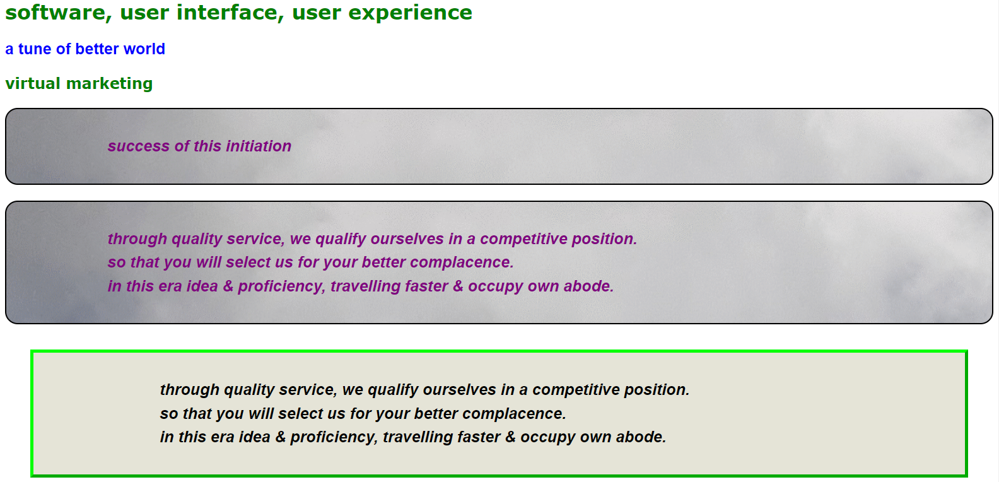 software, user interface, user experience
a tune of better world
virtual marketing
success of this initiation
through quality service, we qualify ourselves in a competitive position.
so that you will select us for your better complacence.
in this era idea & proficiency, travelling faster & occupy own abode.
through quality service, we qualify ourselves in a competitive position.
so that you will select us for your better complacence.
in this era idea & proficiency, travelling faster & occupy own abode.